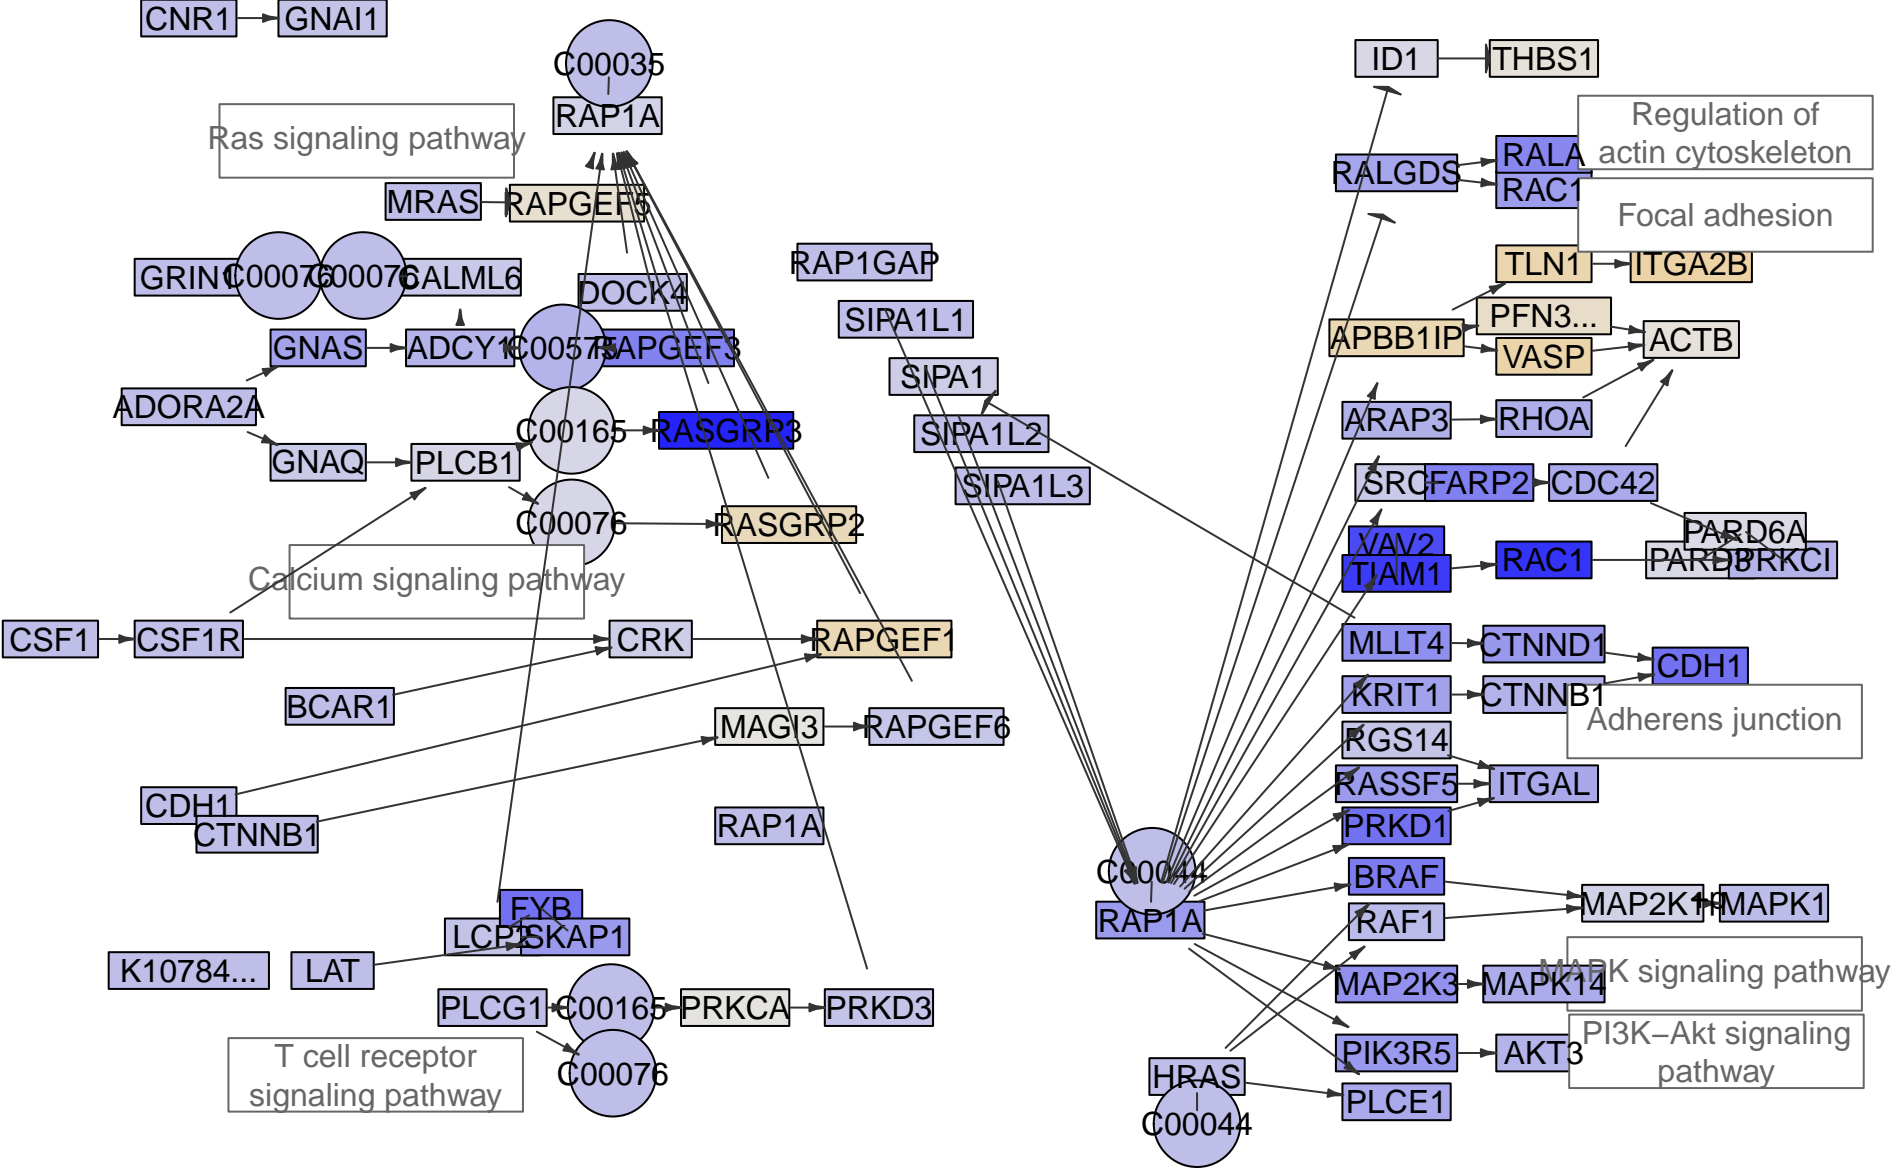 CNR1
GNAI1
C00035
RAP1A
Ras signaling pathway
MRAS
RAPGEF5
GRIN1
C00076
C00076
CALML6
DOCK4
GNAS
ADCY1
C00575
RAPGEF3
ADORA2A
GNAQ
PLCB1
C00165
RASGRP3
C00076
RASGRP2
Calcium signaling pathway
CSF1
CSF1R
CRK
RAPGEF1
BCAR1
MAGI3
RAPGEF6
CDH1
CTNNB1
RAP1A
FYB
LCP2
SKAP1
K10784...
LAT
PLCG1
C00165
PRKCA
PRKD3
C00076
T cell receptor
signaling pathway
RAP1GAP
SIPA1L1
SIPA1
SIPA1L2
SIPA1L3
C00044
RAP1A
HRAS
C00044
ID1
THBS1
Regulation of
actin cytoskeleton
RALGDS
RALA
RAC1
Focal adhesion
TLN1
ITGA2B
APBB1IP
PFN3...
VASP
ACTB
ARAP3
RHOA
SRC
FARP2
CDC42
VAV2
TIAM1
RAC1
PARD6A
PARD3
PRKCI
MLLT4
CTNND1
CDH1
KRIT1
CTNNB1
Adherens junction
RGS14
RASSF5
ITGAL
PRKD1
BRAF
RAF1
MAP2K1
+p
MAPK1
MAPK signaling pathway
MAP2K3
MAPK14
PIK3R5
AKT3
PI3K−Akt signaling
pathway
PLCE1